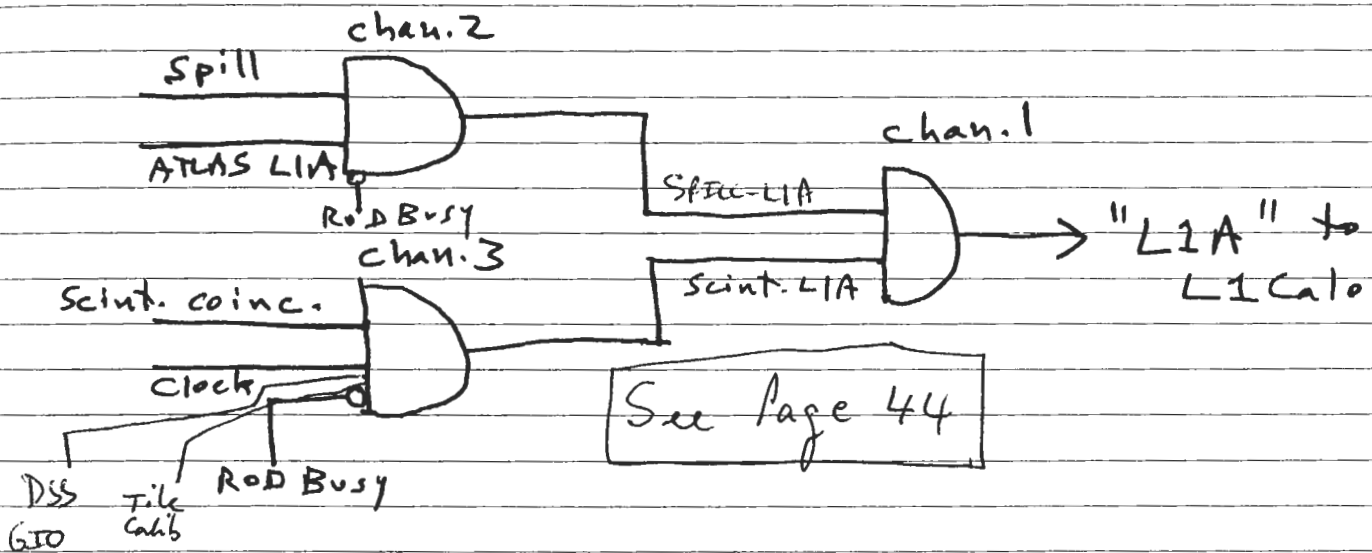 chan.2
Spill
ATLAS L1A
ROD Busy
chan.1
SPILL-L1A
"L1A" to
L1Calo
chan.3
Scint. coinc.
Scint. L1A
Clock
See Page 44
ROD Busy
DSS
GIO
Tile
Calib